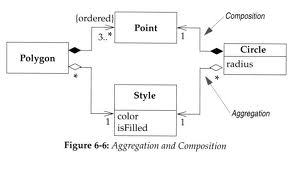 {ordered}
Point
1
Composition
3..*
Polygon
*
Circle
radius
*
Style
color
isFilled
1
1
Aggregation
Figure 6-6: Aggregation and Composition